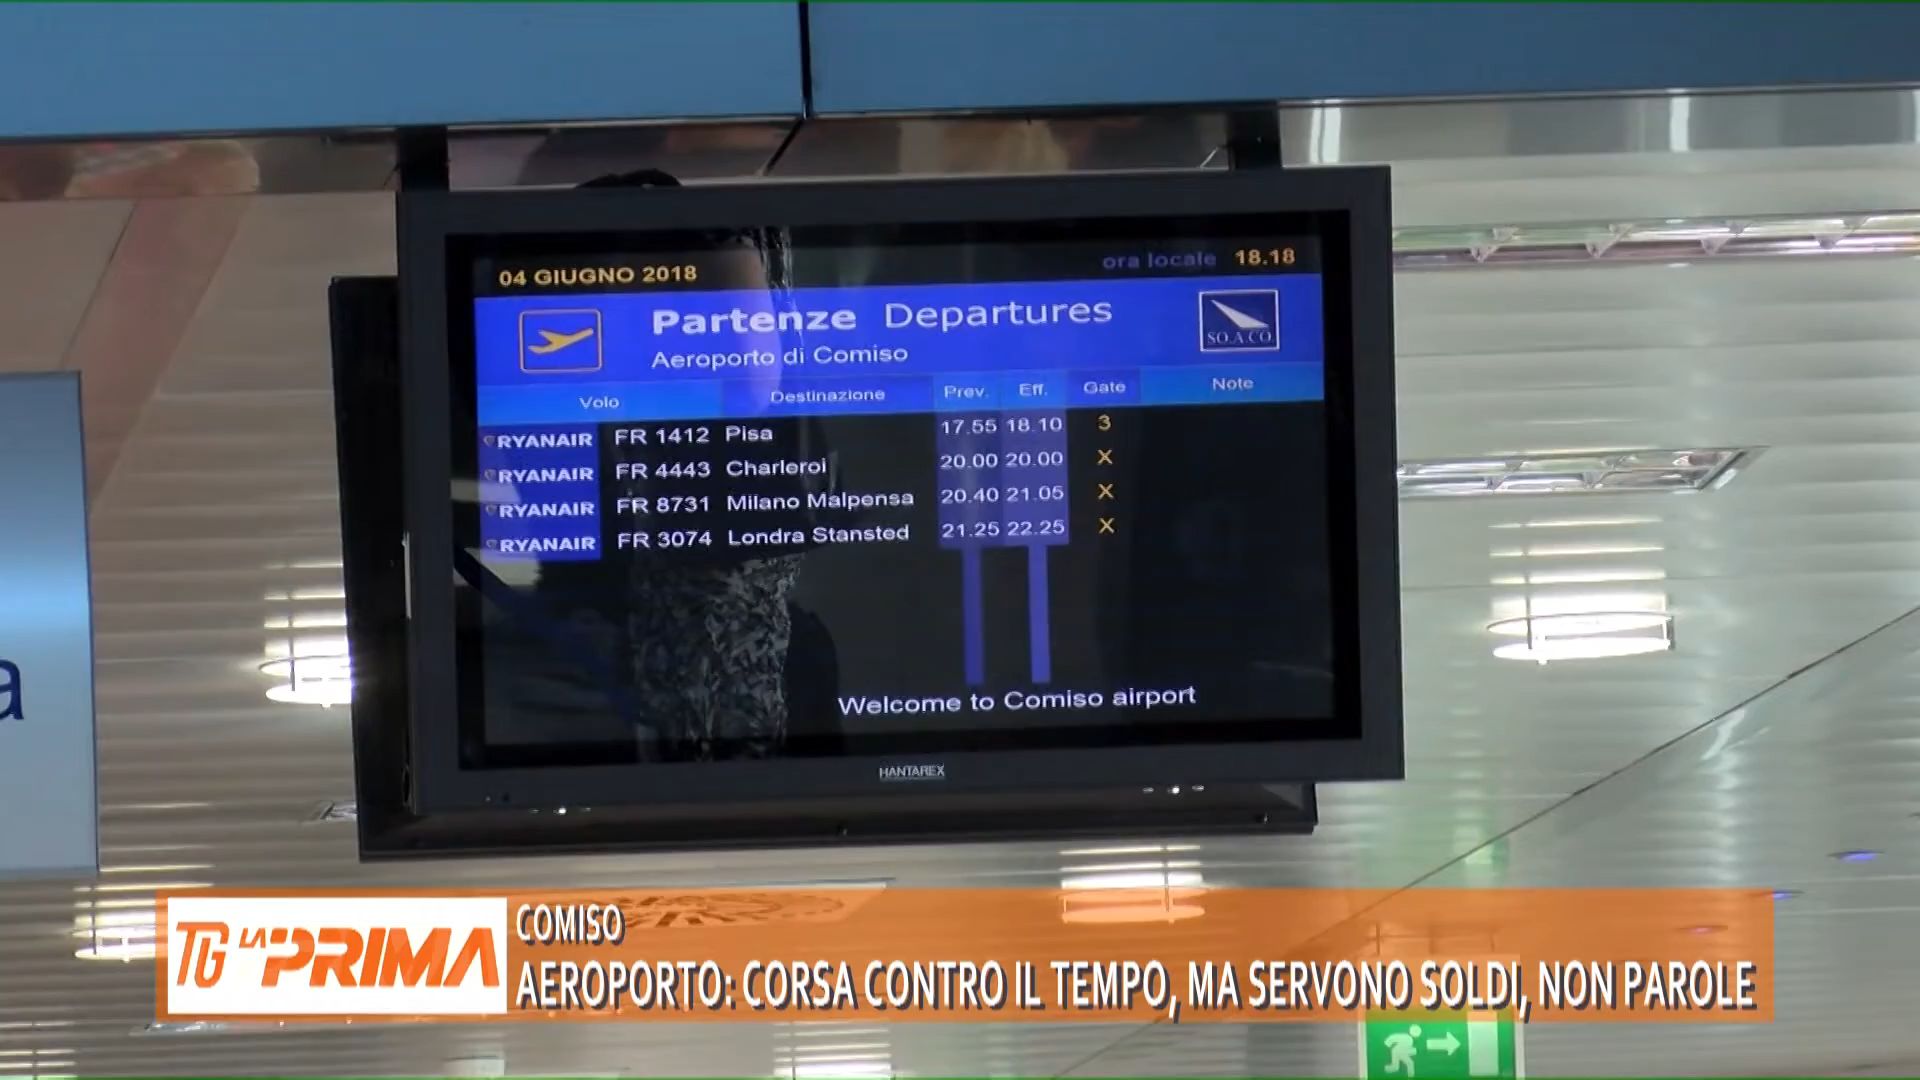 04 GIUGNO 2018 ora locale 18.18
Partenze Departures
Aeroporto di Comiso
SO.A.CO.
Volo Destinazione Prev. Eff. Gate Note
RYANAIR FR 1412 Pisa 17.55 18.10 3
RYANAIR FR 4443 Charleroi 20.00 20.00 X
RYANAIR FR 8731 Milano Malpensa 20.40 21.05 X
RYANAIR FR 3074 Londra Stansted 21.25 22.25 X
Welcome to Comiso airport
HANTAREX
a
TG LA PRIMA
COMISO
AEROPORTO: CORSA CONTRO IL TEMPO, MA SERVONO SOLDI, NON PAROLE